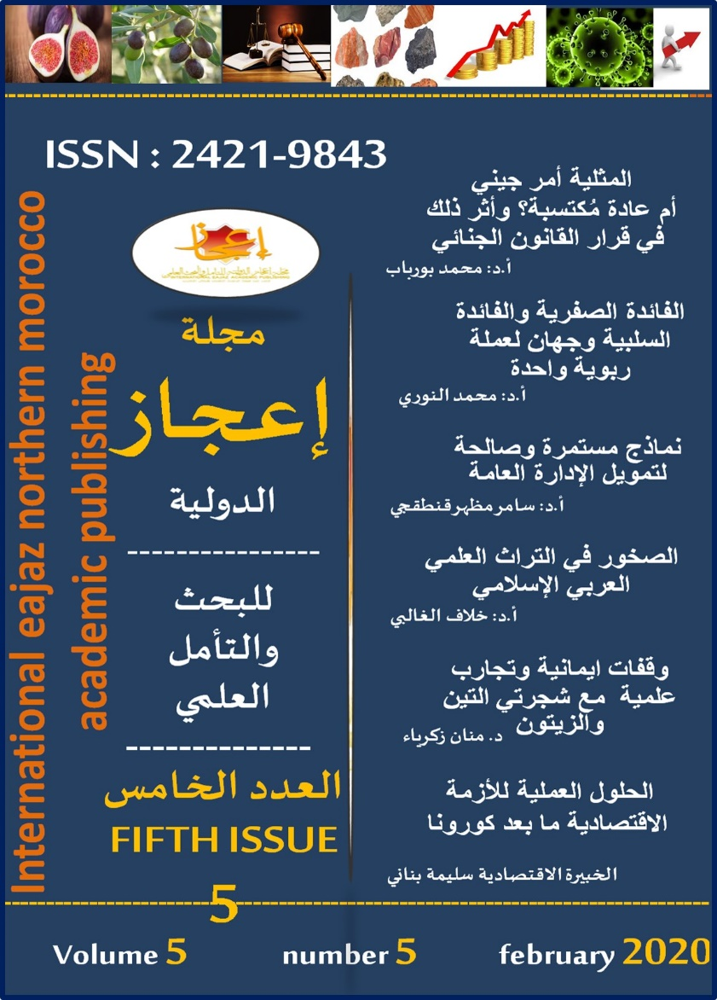 ISSN : 2421-9843
International eajaz northern morocco
academic publishing
إعجاز
مجلة
إعجاز
الدولية
للبحث
والتأمل
العلمي
العدد الخامس
FIFTH ISSUE
5
المثلية أمر جيني
أم عادة مُكتسبة؟ وأثر ذلك
في قرار القانون الجنائي
أ.د: محمد بورباب
الفائدة الصفرية والفائدة
السلبية وجهان لعملة
ربوية واحدة
أ.د: محمد النوري
نماذج مستمرة وصالحة
لتمويل الإدارة العامة
أ.د: سامر مظهر قنطقجي
الصخور في التراث العلمي
العربي الإسلامي
أ.د: خلاف الغالبي
وقفات ايمانية وتجارب
علمية مع شجرتي التين
والزيتون د. منان زكرياء
الحلول العملية للأزمة
الاقتصادية ما بعد كورونا
الخبيرة الاقتصادية سليمة بناني
Volume 5 number 5 february 2020